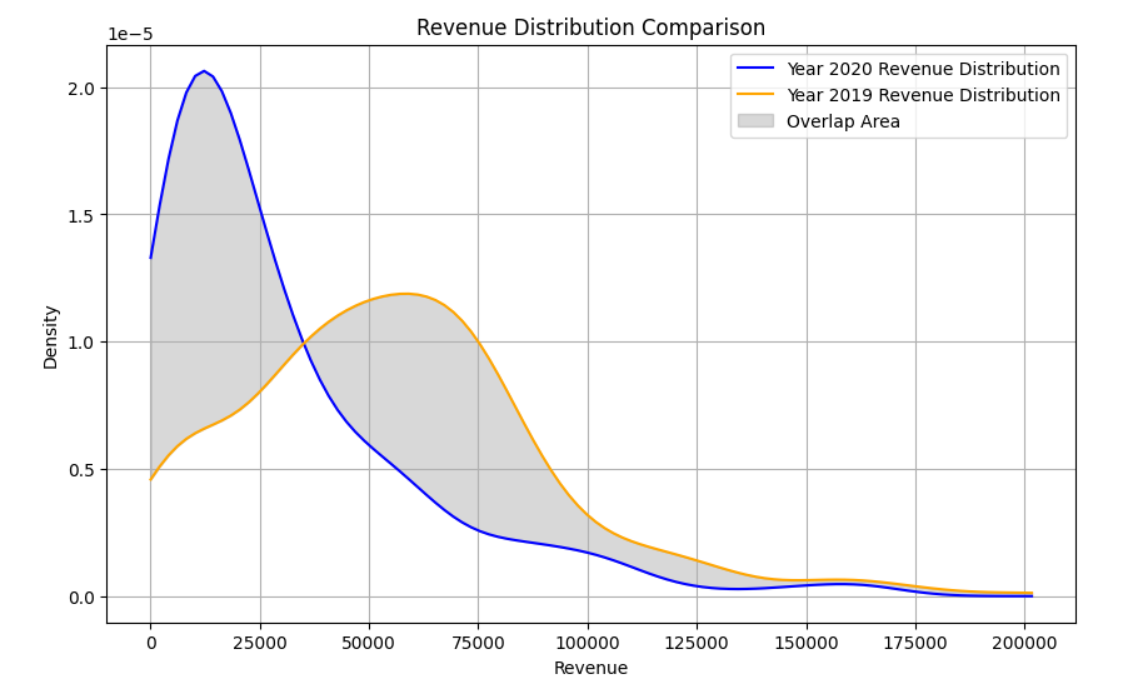 Revenue Distribution Comparison
1e−5
Year 2020 Revenue Distribution
Year 2019 Revenue Distribution
Overlap Area
2.0
1.5
1.0
0.5
0.0
Density
0 25000 50000 75000 100000 125000 150000 175000 200000
Revenue